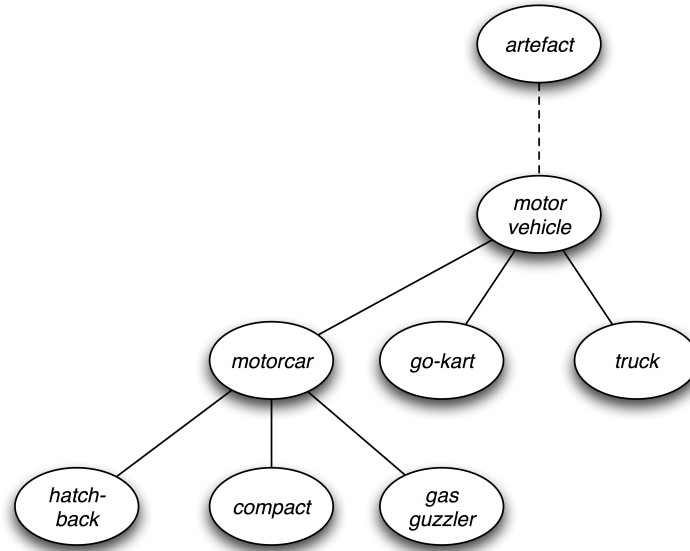 artefact
motor
vehicle
motorcar
go-kart
truck
hatch-
back
compact
gas
guzzler